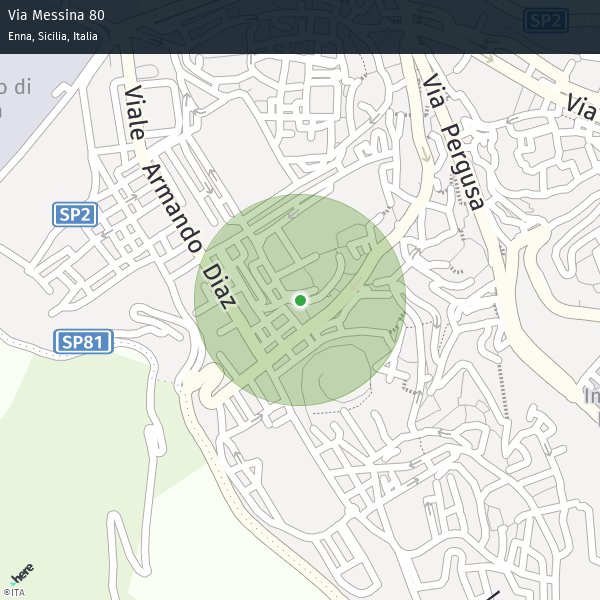 Via Messina 80
Enna, Sicilia, Italia
SP2
o di
Via
Via Pergusa
Viale Armando Diaz
SP2
SP81
In
here
©ITA